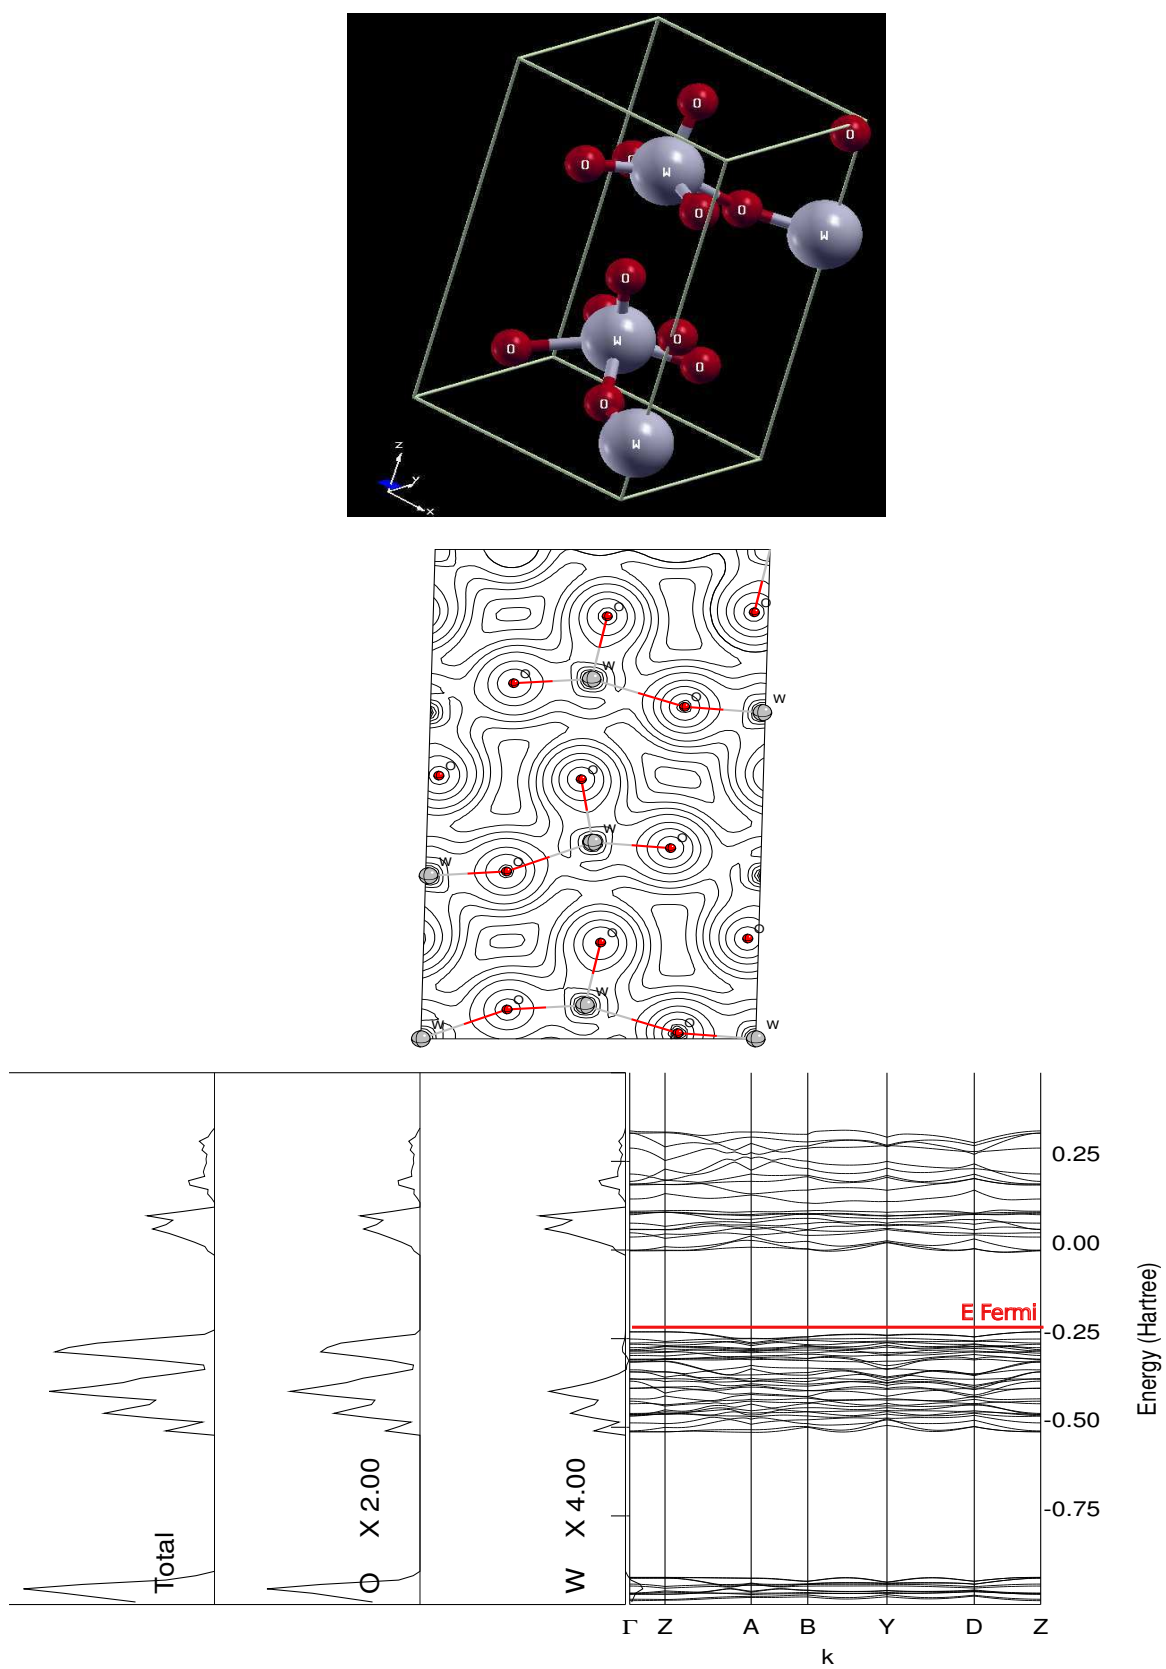 O
O
O
O
W
O
O
W
O
O
W
O
O
O
O
W
z
y
x
O
O
O
W
O
W
O
O
W
O
W
O
O
O
W
O
W
O
W
0.25
0.00
E Fermi
-0.25
-0.50
-0.75
Energy (Hartree)
Total
O X 2.00
W X 4.00
Γ Z A B Y D Z
k